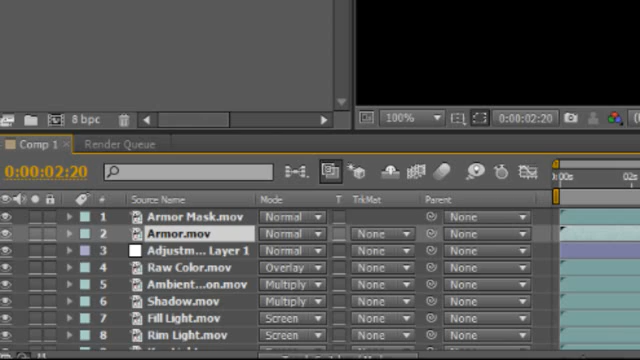 8 bpc
100% 0:00:02:20
Comp 1 × Render Queue
0:00:02:20
:00s 02s
# Source Name Mode T TrkMat Parent
1 Armor Mask.mov Normal None
2 Armor.mov Normal None None
3 Adjustm... Layer 1 Normal None None
4 Raw Color.mov Overlay None None
5 Ambient...on.mov Multiply None None
6 Shadow.mov Multiply None None
7 Fill Light.mov Screen None None
8 Rim Light.mov Screen None None